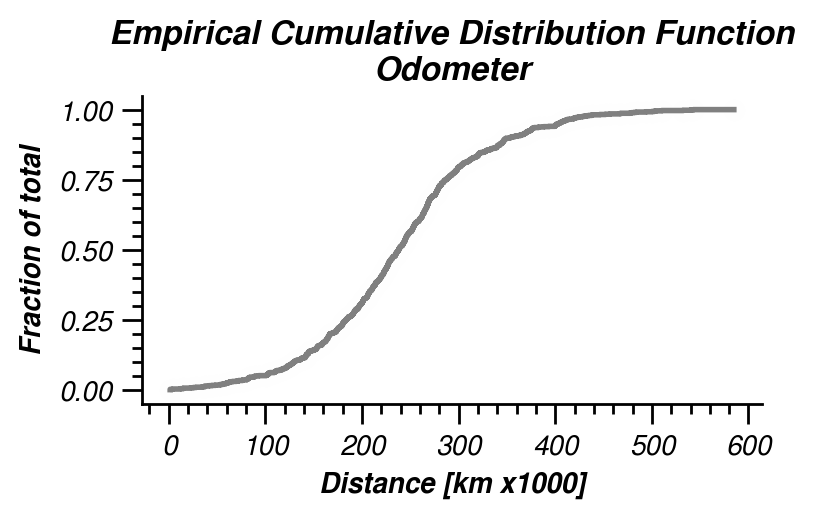 Empirical Cumulative Distribution Function
Odometer
Fraction of total
1.00
0.75
0.50
0.25
0.00
0 100 200 300 400 500 600
Distance [km x1000]